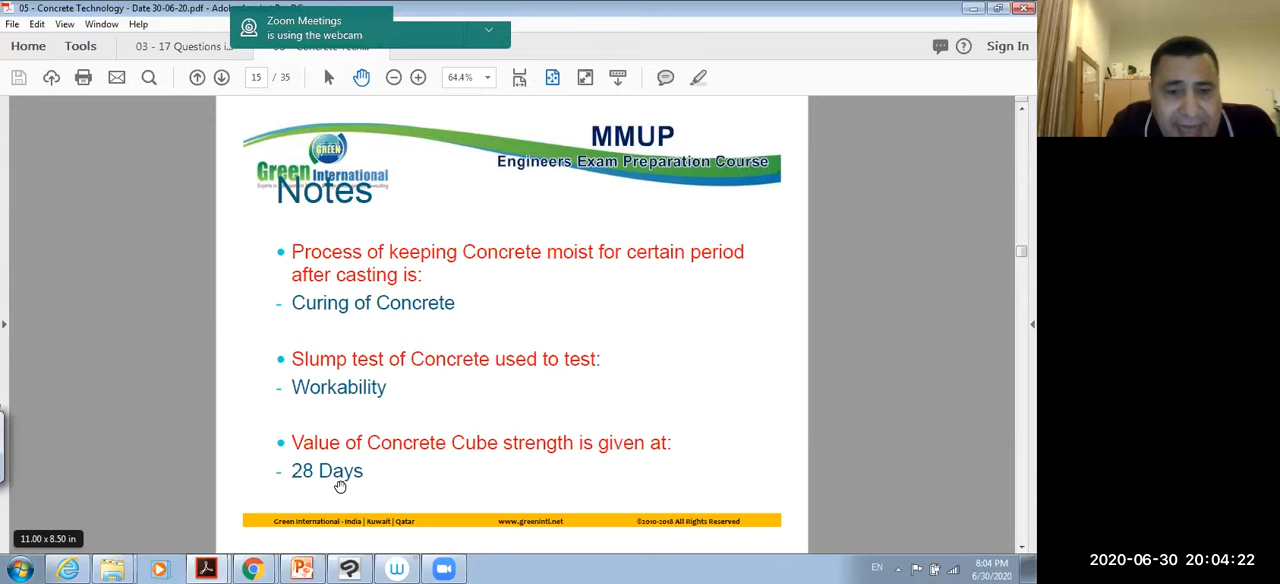 05 - Concrete Technology - Date 30-06-20.pdf - Adobe
Zoom Meetings
is using the webcam
File Edit View Window Help
Home Tools 03 - 17 Questions i...
Sign In
15 / 35
64.4%
MMUP
Engineers Exam Preparation Course
GREEN
Green International
Notes
• Process of keeping Concrete moist for certain period
after casting is:
- Curing of Concrete
• Slump test of Concrete used to test:
- Workability
• Value of Concrete Cube strength is given at:
- 28 Days
Green International - India | Kuwait | Qatar www.greenintl.net ©2010-2018 All Rights Reserved
11.00 x 8.50 in
EN
8:04 PM
6/30/2020
2020-06-30 20:04:22